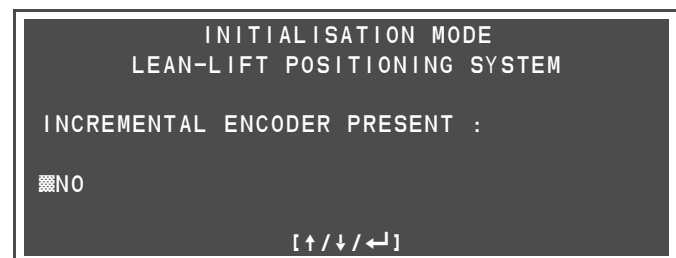 INITIALISATION MODE
LEAN-LIFT POSITIONING SYSTEM
INCREMENTAL ENCODER PRESENT :
▒NO
[↑/↓/↵]